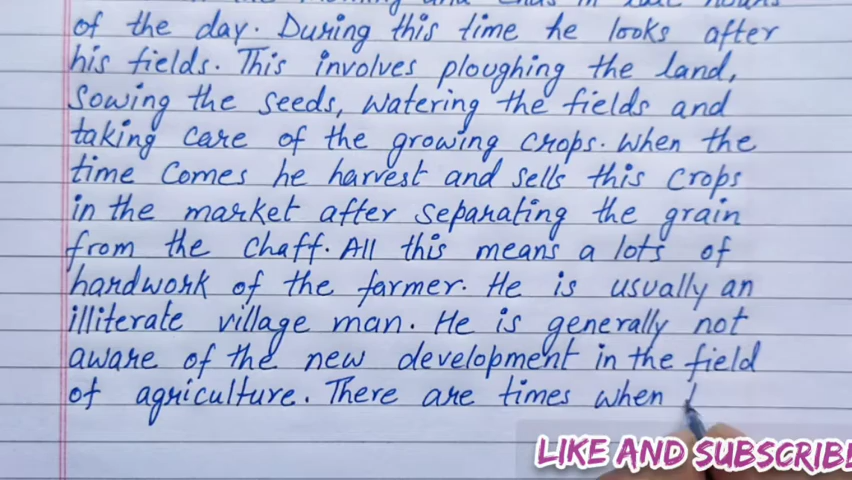 of the day. During this time he looks after
his fields. This involves ploughing the land,
Sowing the seeds, watering the fields and
taking care of the growing crops. When the
time Comes he harvest and sells this Crops
in the market after separating the grain
from the Chaff. All this means a lots of
hardwork of the farmer. He is usually an
illiterate village man. He is generally not
aware of the new development in the field
of agriculture. There are times when
LIKE AND SUBSCRIBE